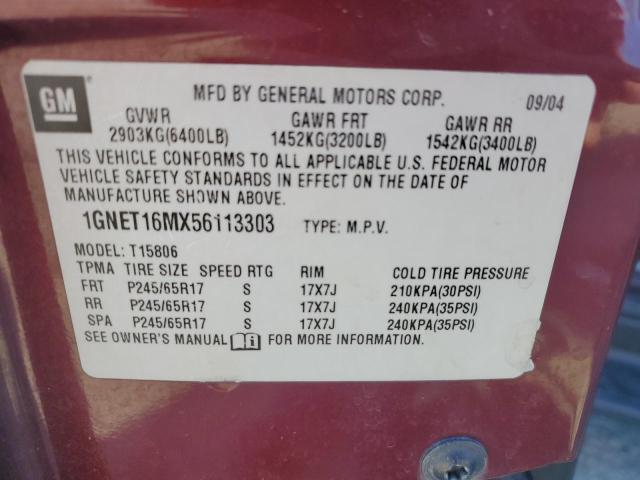 GM
MFD BY GENERAL MOTORS CORP. 09/04
GVWR GAWR FRT GAWR RR
2903KG(6400LB) 1452KG(3200LB) 1542KG(3400LB)
THIS VEHICLE CONFORMS TO ALL APPLICABLE U.S. FEDERAL MOTOR
VEHICLE SAFETY STANDARDS IN EFFECT ON THE DATE OF
MANUFACTURE SHOWN ABOVE.
1GNET16MX56113303 TYPE: M.P.V.
MODEL: T15806
TPMA TIRE SIZE SPEED RTG RIM COLD TIRE PRESSURE
FRT P245/65R17 S 17X7J 210KPA(30PSI)
RR P245/65R17 S 17X7J 240KPA(35PSI)
SPA P245/65R17 S 17X7J 240KPA(35PSI)
SEE OWNER'S MANUAL FOR MORE INFORMATION.